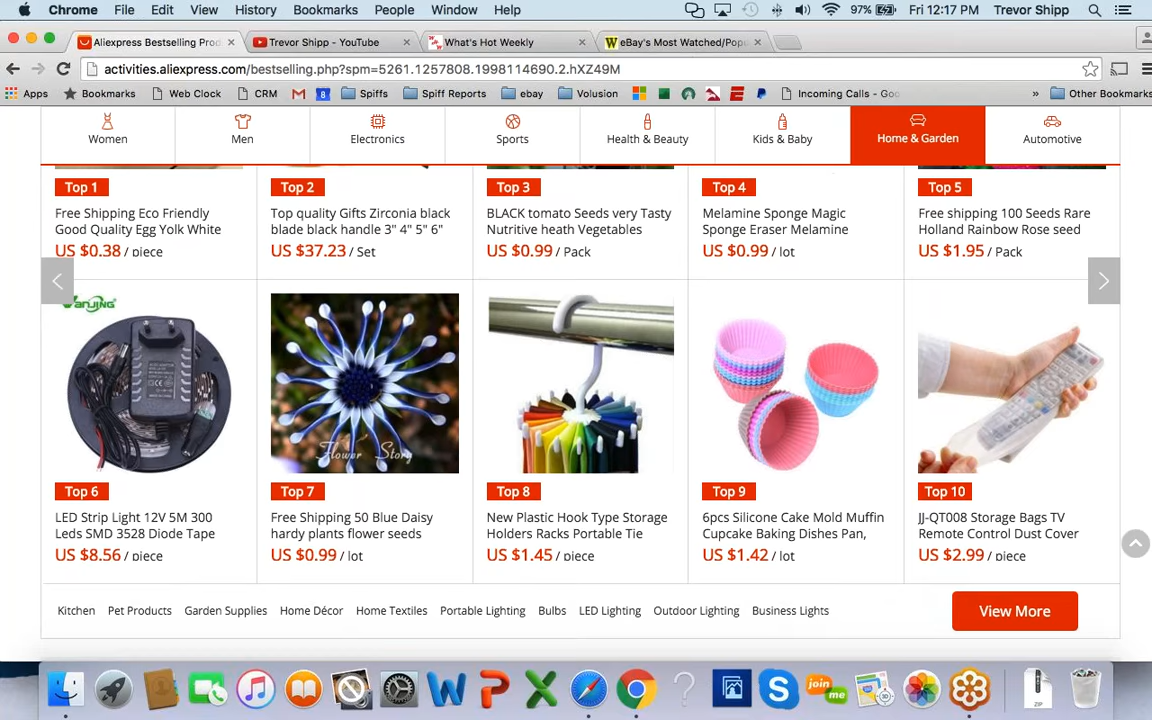 Chrome File Edit View History Bookmarks People Window Help 97% Fri 12:17 PM Trevor Shipp
Aliexpress Bestselling Prod Trevor Shipp - YouTube What's Hot Weekly eBay's Most Watched/Popu
activities.aliexpress.com/bestselling.php?spm=5261.1257808.1998114690.2.hXZ49M
Apps Bookmarks Web Clock CRM 8 Spiffs Spiff Reports ebay Volusion Incoming Calls - Goo » Other Bookmarks
Women Men Electronics Sports Health & Beauty Kids & Baby Home & Garden Automotive
Top 1 Top 2 Top 3 Top 4 Top 5
Free Shipping Eco Friendly Top quality Gifts Zirconia black BLACK tomato Seeds very Tasty Melamine Sponge Magic Free shipping 100 Seeds Rare
Good Quality Egg Yolk White blade black handle 3" 4" 5" 6" Nutritive heath Vegetables Sponge Eraser Melamine Holland Rainbow Rose seed
US $0.38 / piece US $37.23 / Set US $0.99 / Pack US $0.99 / lot US $1.95 / Pack
WanJING
Flower Story
Top 6 Top 7 Top 8 Top 9 Top 10
LED Strip Light 12V 5M 300 Free Shipping 50 Blue Daisy New Plastic Hook Type Storage 6pcs Silicone Cake Mold Muffin JJ-QT008 Storage Bags TV
Leds SMD 3528 Diode Tape hardy plants flower seeds Holders Racks Portable Tie Cupcake Baking Dishes Pan, Remote Control Dust Cover
US $8.56 / piece US $0.99 / lot US $1.45 / piece US $1.42 / lot US $2.99 / piece
Kitchen Pet Products Garden Supplies Home Décor Home Textiles Portable Lighting Bulbs LED Lighting Outdoor Lighting Business Lights View More
join me ZIP